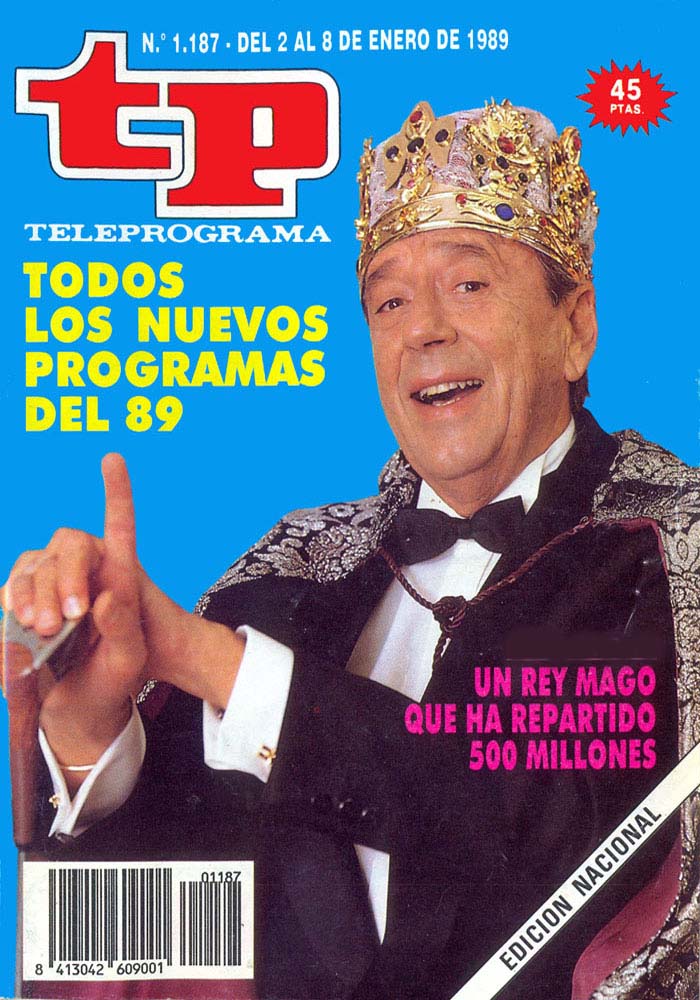 N.° 1.187 - DEL 2 AL 8 DE ENERO DE 1989
45
PTAS.
tp
TELEPROGRAMA
TODOS
LOS NUEVOS
PROGRAMAS
DEL 89
UN REY MAGO
QUE HA REPARTIDO
500 MILLONES
EDICION NACIONAL
01187
8 413042 609001